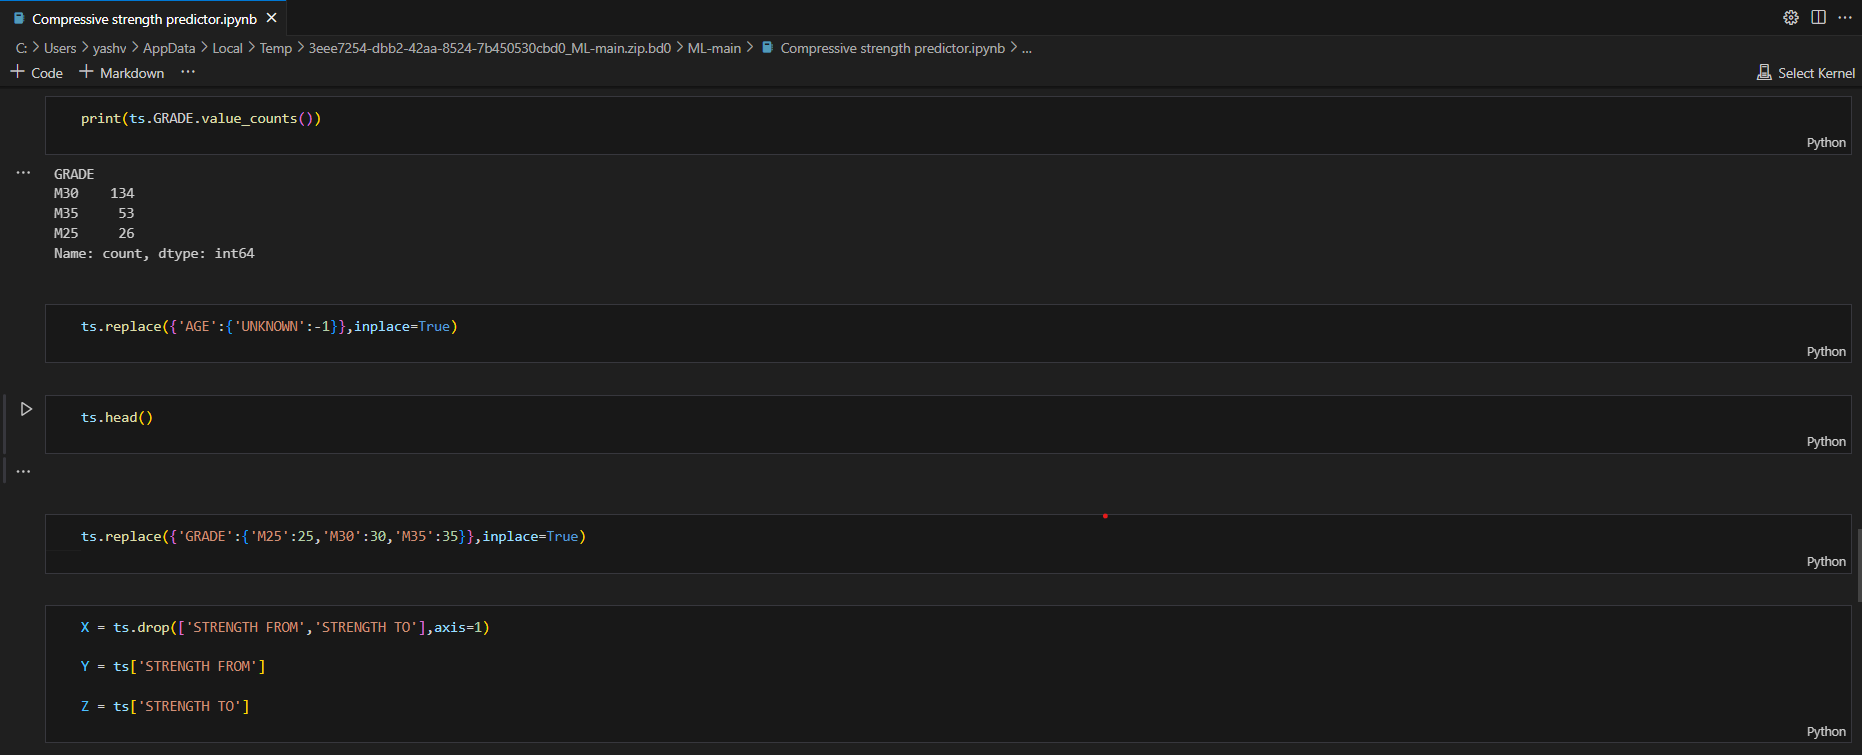 Compressive strength predictor.ipynb
C: > Users > yashv > AppData > Local > Temp > 3eee7254-dbb2-42aa-8524-7b450530cbd0_ML-main.zip.bd0 > ML-main > Compressive strength predictor.ipynb > ...
+ Code + Markdown ... Select Kernel
print(ts.GRADE.value_counts())
Python
GRADE
M30    134
M35     53
M25     26
Name: count, dtype: int64
ts.replace({'AGE':{'UNKNOWN':-1}},inplace=True)
Python
ts.head()
Python
ts.replace({'GRADE':{'M25':25,'M30':30,'M35':35}},inplace=True)
Python
X = ts.drop(['STRENGTH FROM','STRENGTH TO'],axis=1)
Y = ts['STRENGTH FROM']
Z = ts['STRENGTH TO']
Python